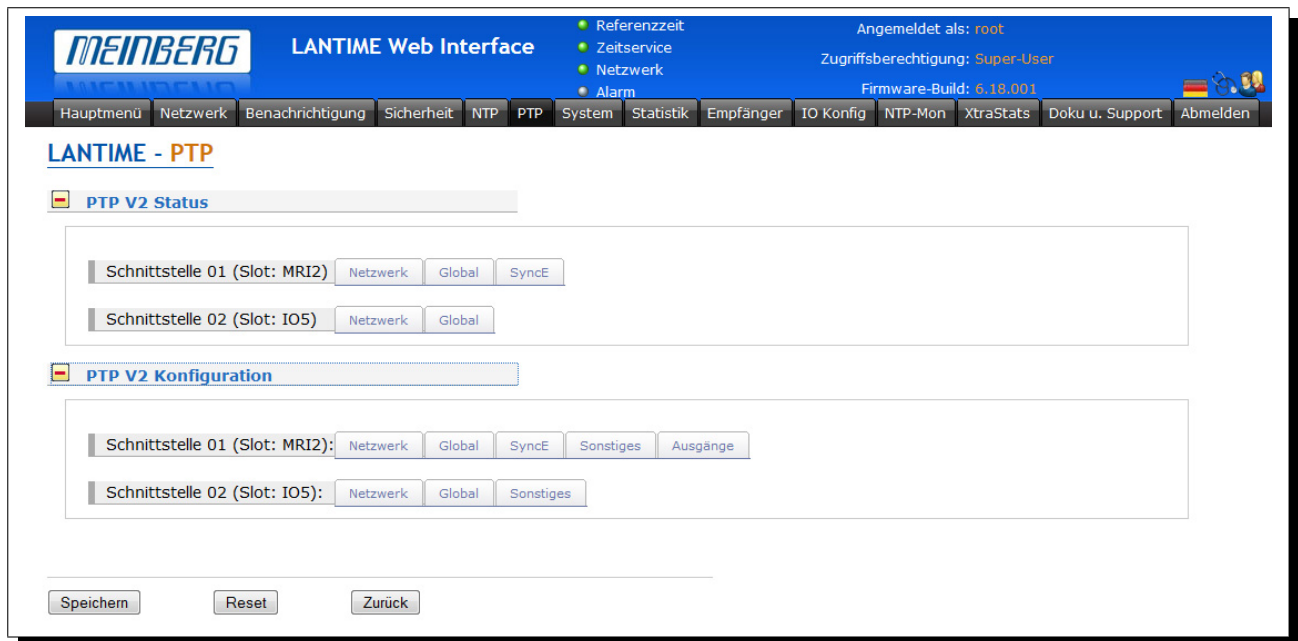 MEINBERG
LANTIME Web Interface
Referenzzeit
Zeitservice
Netzwerk
Alarm
Angemeldet als: root
Zugriffsberechtigung: Super-User
Firmware-Build: 6.18.001
Hauptmenü Netzwerk Benachrichtigung Sicherheit NTP PTP System Statistik Empfänger IO Konfig NTP-Mon XtraStats Doku u. Support Abmelden
LANTIME - PTP
PTP V2 Status
Schnittstelle 01 (Slot: MRI2) Netzwerk Global SyncE
Schnittstelle 02 (Slot: IO5) Netzwerk Global
PTP V2 Konfiguration
Schnittstelle 01 (Slot: MRI2): Netzwerk Global SyncE Sonstiges Ausgänge
Schnittstelle 02 (Slot: IO5): Netzwerk Global Sonstiges
Speichern Reset Zurück